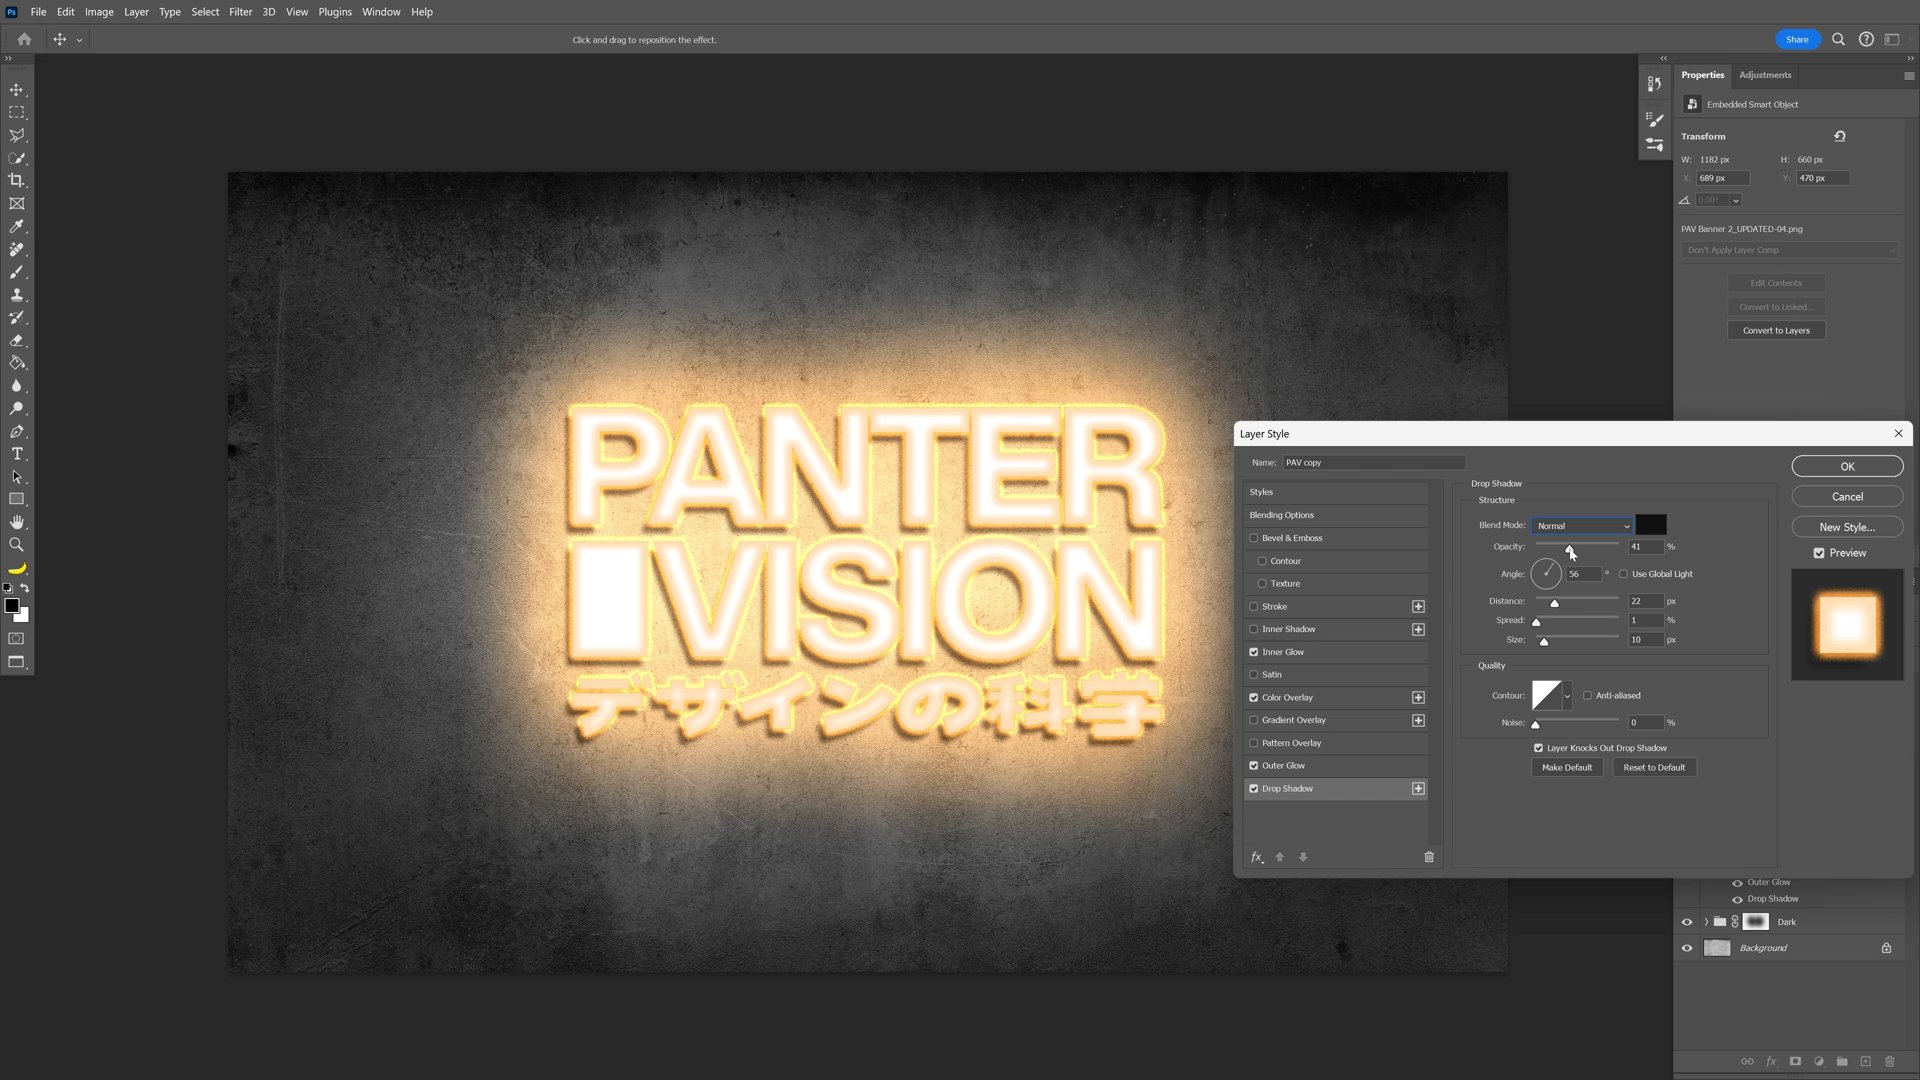 Ps File Edit Image Layer Type Select Filter 3D View Plugins Window Help
Click and drag to reposition the effect.
Share
Properties Adjustments
Embedded Smart Object
Transform
W: 1182 px H: 660 px
X: 689 px Y: 470 px
0.00°
PAV Banner 2_UPDATED-04.png
Don't Apply Layer Comp
Edit Contents
Convert to Linked...
Convert to Layers
PANTER
VISION
デザインの科学
Layer Style
Name: PAV copy
Styles
Blending Options
Bevel & Emboss
Contour
Texture
Stroke
Inner Shadow
Inner Glow
Satin
Color Overlay
Gradient Overlay
Pattern Overlay
Outer Glow
Drop Shadow
fx
Drop Shadow
Structure
Blend Mode: Normal
Opacity: 41 %
Angle: 56 ° Use Global Light
Distance: 22 px
Spread: 1 %
Size: 10 px
Quality
Contour: Anti-aliased
Noise: 0 %
Layer Knocks Out Drop Shadow
Make Default Reset to Default
OK
Cancel
New Style...
Preview
Outer Glow
Drop Shadow
Dark
Background
fx